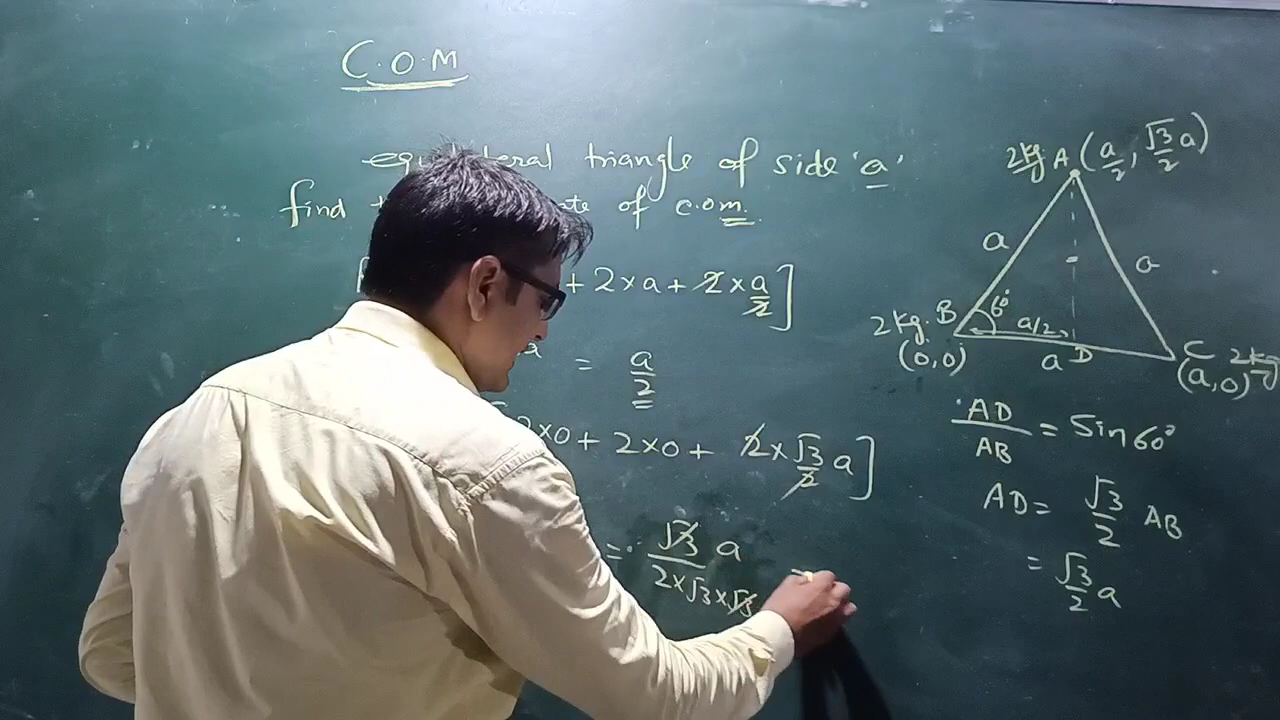 C.O.M
equilateral triangle of side 'a'
find of C.O.M.
+ 2×a + 2×a/2]
a = a/2
2×0 + 2×0 + 2×√3/2 a]
= √3 a / 2×√3×√3 =
2kg A (a/2, √3/2 a)
a a
2kg. B 60° a/2
(0,0) a D C 2kg
(a,0)
AD/AB = Sin 60°
AD = √3/2 AB
= √3/2 a